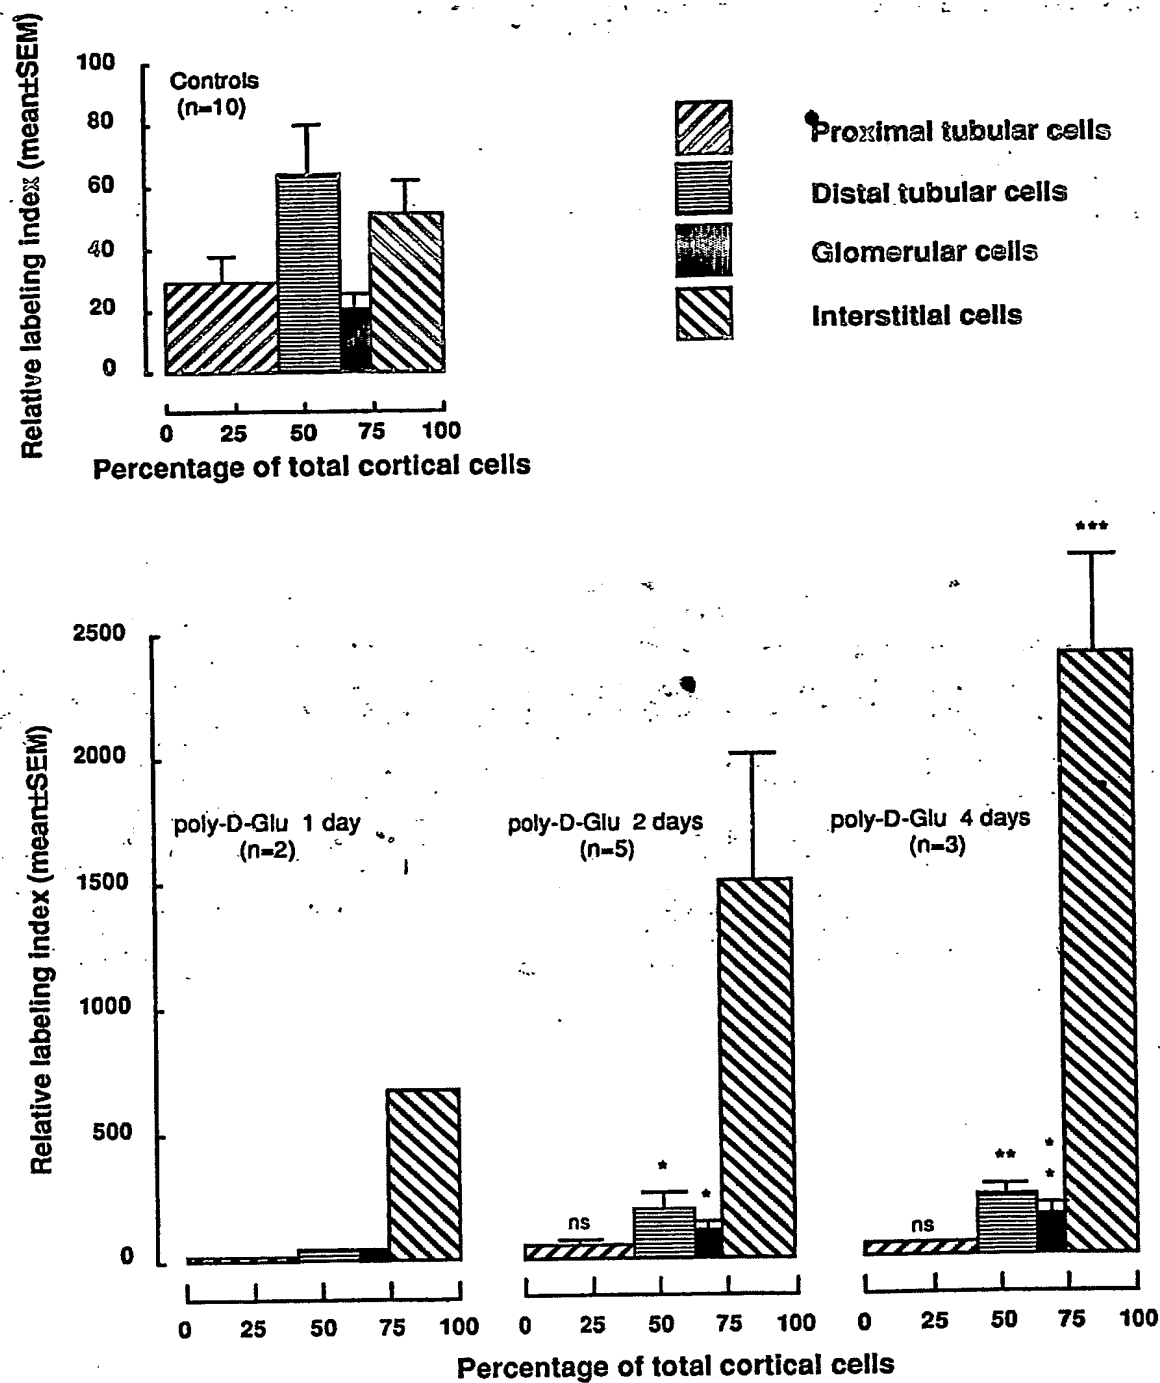 Relative labeling index (mean±SEM)
100
80
60
40
20
0
Controls
(n=10)
0 25 50 75 100
Percentage of total cortical cells
Proximal tubular cells
Distal tubular cells
Glomerular cells
Interstitial cells
Relative labeling index (mean±SEM)
2500
2000
1500
1000
500
0
poly-D-Glu 1 day
(n=2)
poly-D-Glu 2 days
(n=5)
poly-D-Glu 4 days
(n=3)
***
ns
*
*
ns
**
*
*
0 25 50 75 100
0 25 50 75 100
0 25 50 75 100
Percentage of total cortical cells